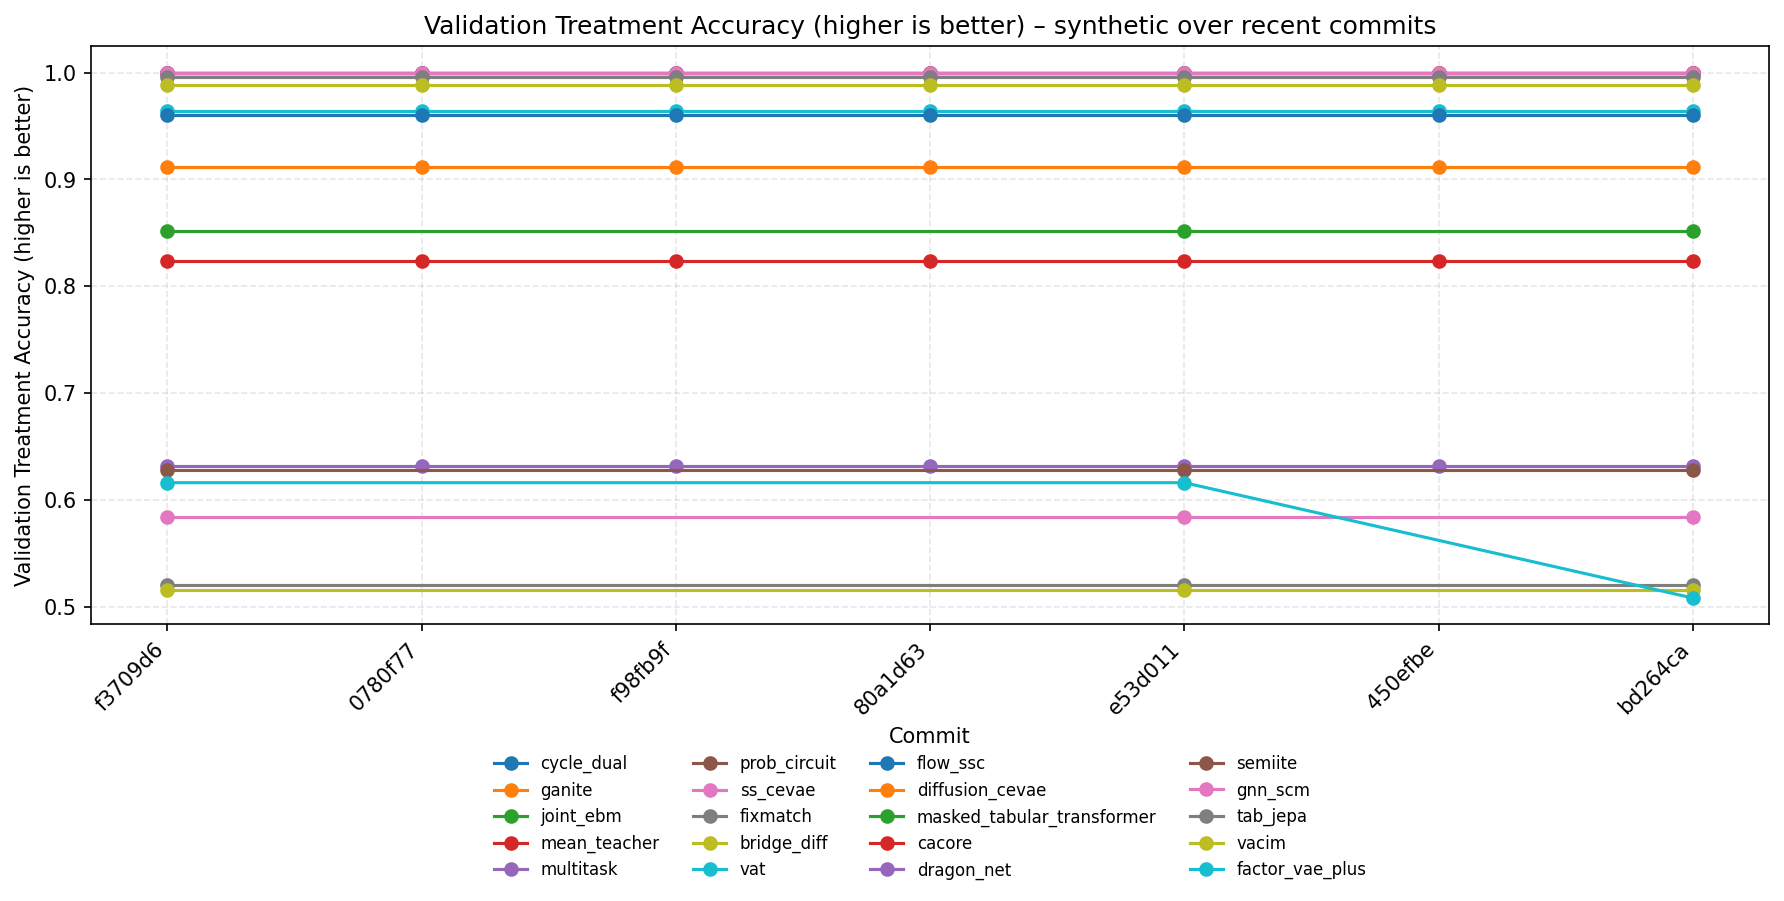 Validation Treatment Accuracy (higher is better) – synthetic over recent commits
Validation Treatment Accuracy (higher is better)
1.0
0.9
0.8
0.7
0.6
0.5
f3709d6
0780f77
f98fb9f
80a1d63
e53d011
450efbe
bd264ca
Commit
cycle_dual
ganite
joint_ebm
mean_teacher
multitask
prob_circuit
ss_cevae
fixmatch
bridge_diff
vat
flow_ssc
diffusion_cevae
masked_tabular_transformer
cacore
dragon_net
semiite
gnn_scm
tab_jepa
vacim
factor_vae_plus